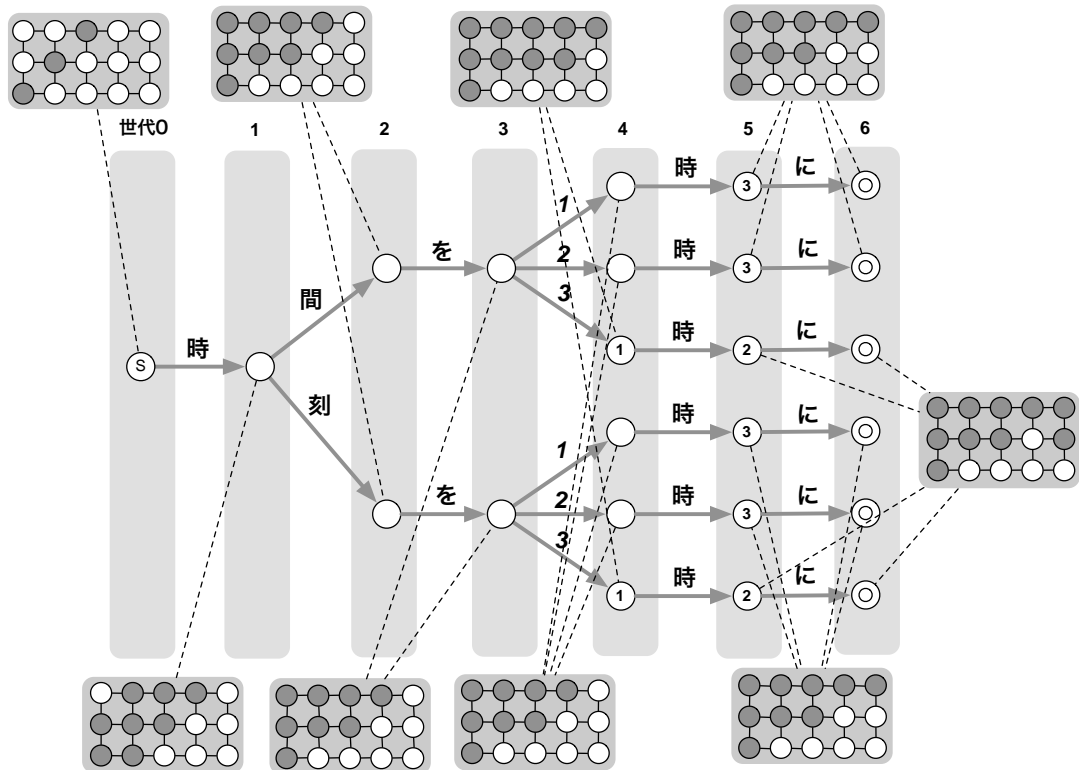 世代0 1 2 3 4 5 6
時 に
1
3
を 2 時 に
間 3
3
時 時 に
S 1 2
刻
時 に
1 3
を 2 時 に
3
3
時 に
1 2